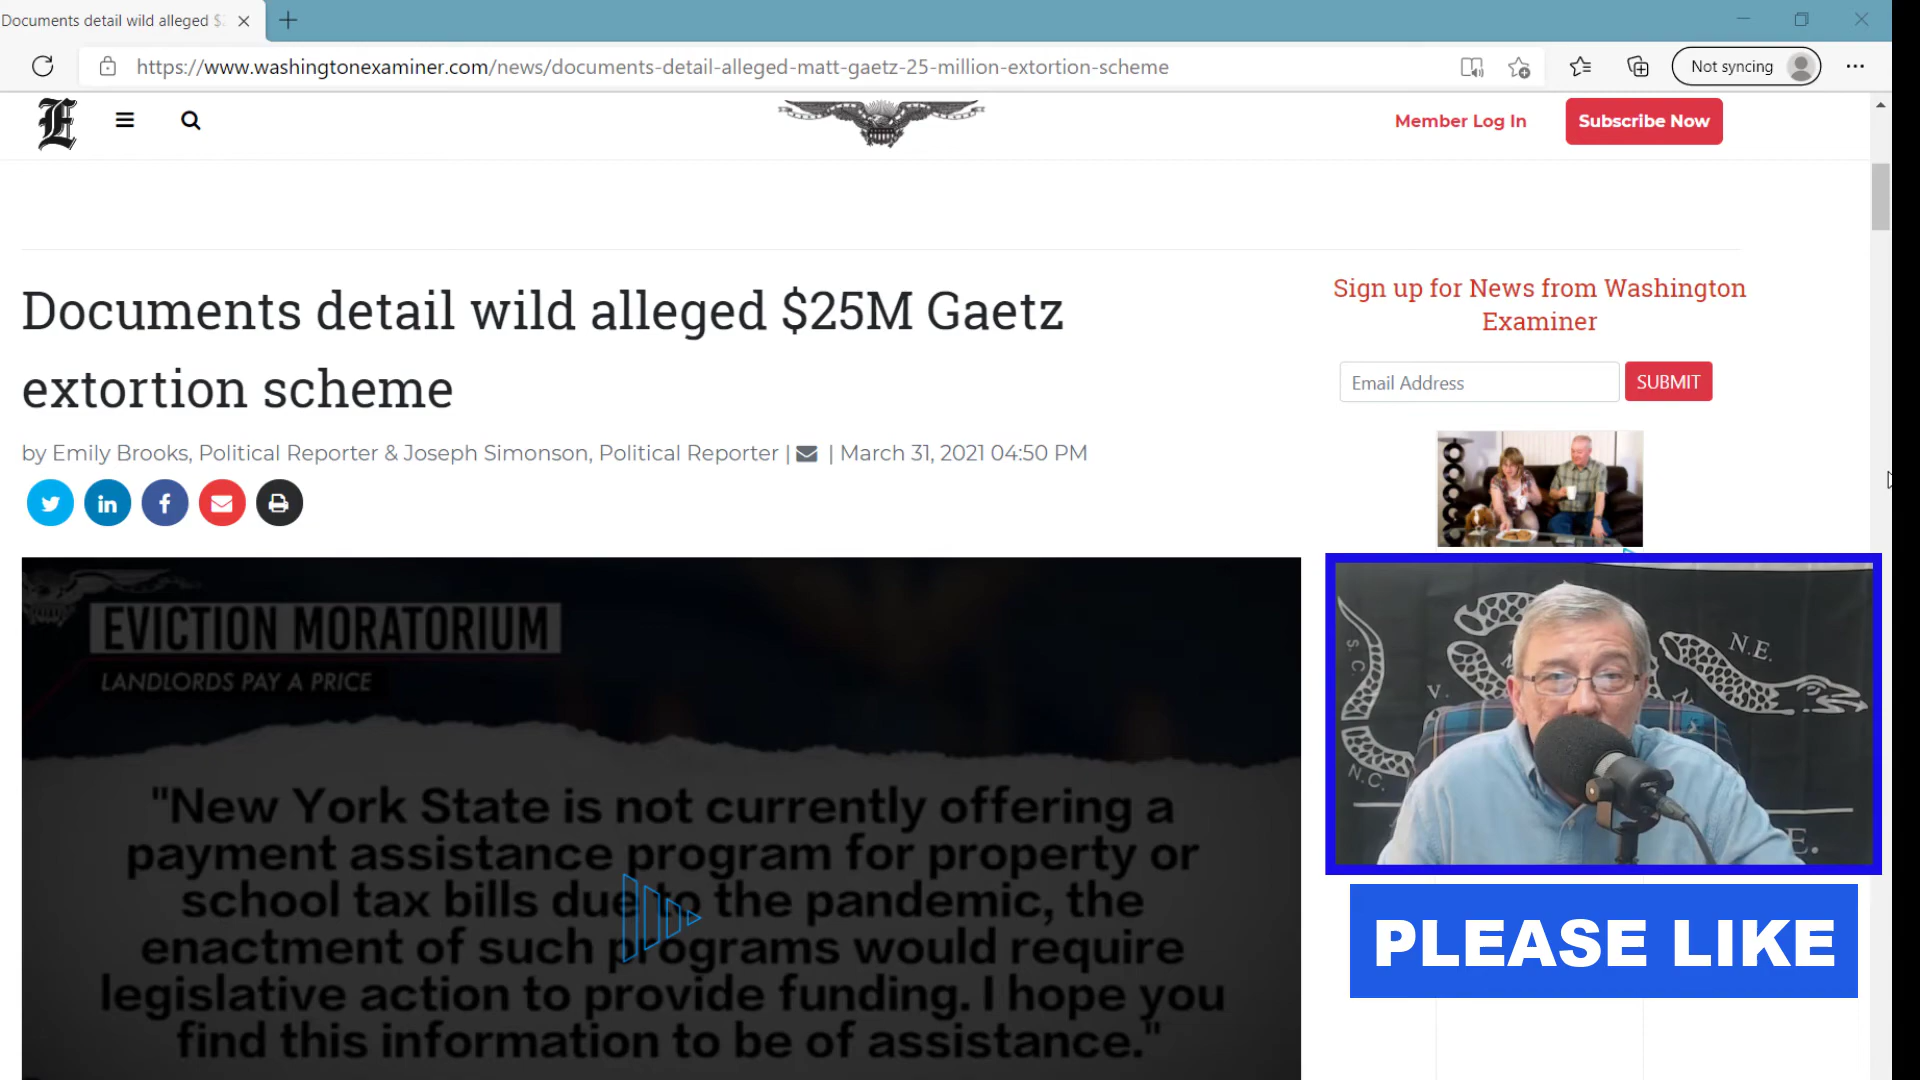 Documents detail wild alleged $2
https://www.washingtonexaminer.com/news/documents-detail-alleged-matt-gaetz-25-million-extortion-scheme
Not syncing
E
Member Log In
Subscribe Now
Documents detail wild alleged $25M Gaetz
extortion scheme
by Emily Brooks, Political Reporter & Joseph Simonson, Political Reporter | | March 31, 2021 04:50 PM
Sign up for News from Washington
Examiner
Email Address
SUBMIT
EVICTION MORATORIUM
LANDLORDS PAY A PRICE
"New York State is not currently offering a
payment assistance program for property or
school tax bills due to the pandemic, the
enactment of such programs would require
legislative action to provide funding. I hope you
find this information to be of assistance."
S.C.
N.C.
V.
M
N.E.
E.
PLEASE LIKE